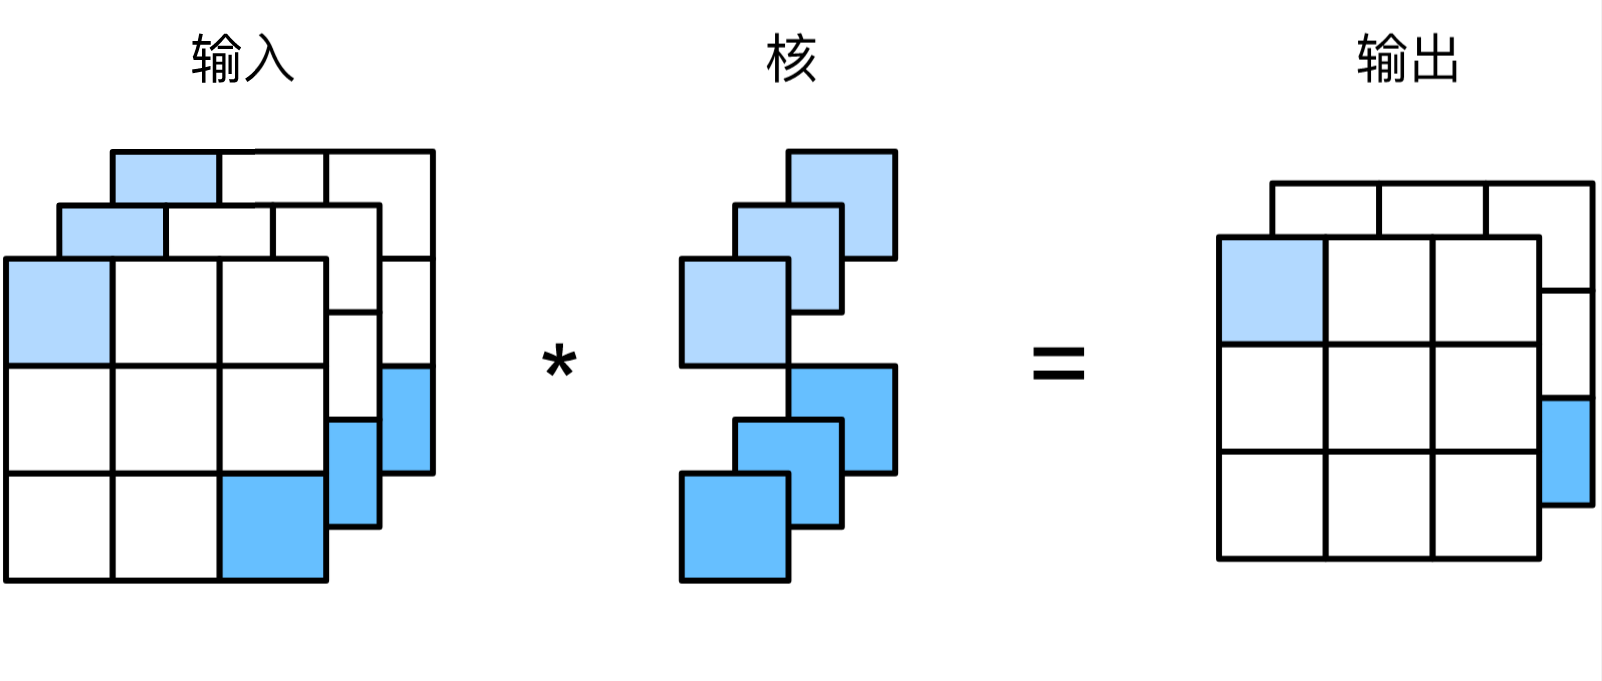 输入 核 输出
* =